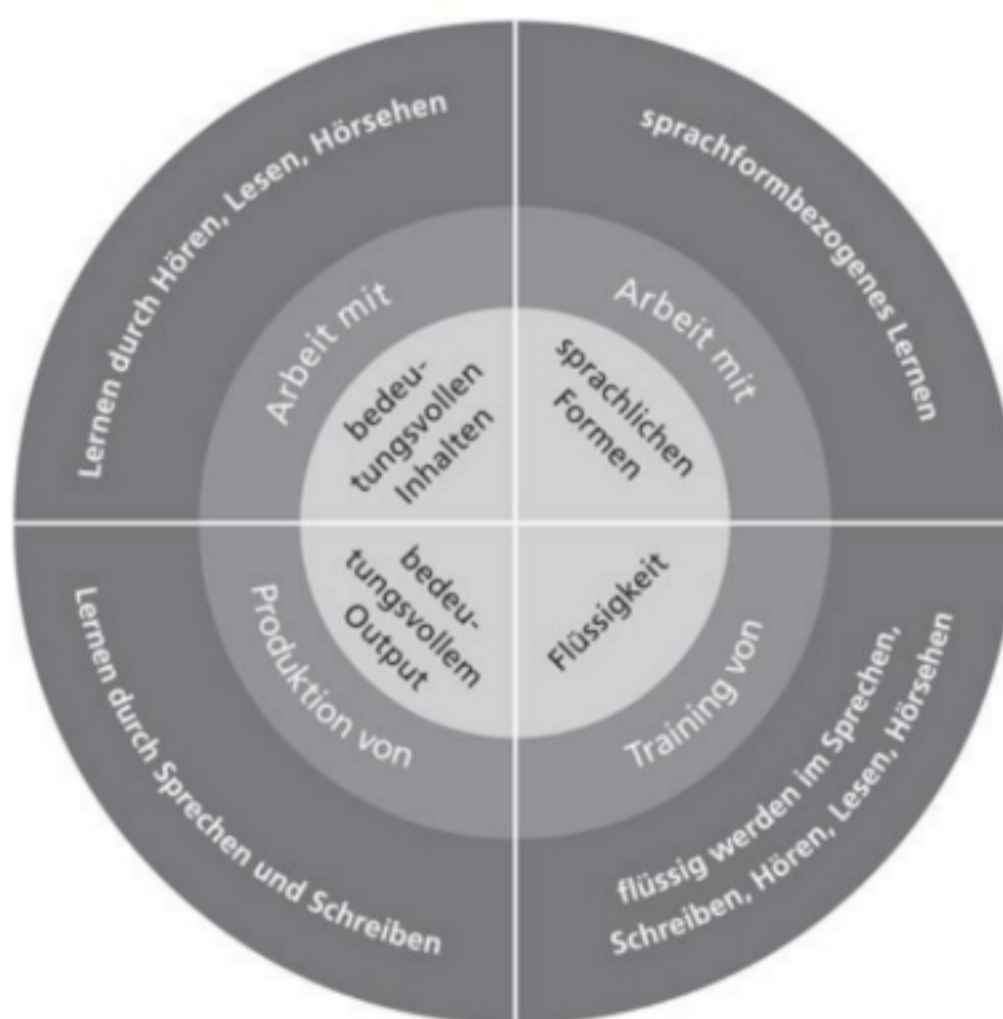 Lernen durch Hören, Lesen, Hörsehen
Arbeit mit
bedeu-
tungsvollen
Inhalten
sprachformbezogenes Lernen
Arbeit mit
sprachlichen
Formen
Lernen durch Sprechen und Schreiben
Produktion von
bedeu-
tungsvollem
Output
flüssig werden im Sprechen,
Schreiben, Hören, Lesen, Hörsehen
Training von
Flüssigkeit